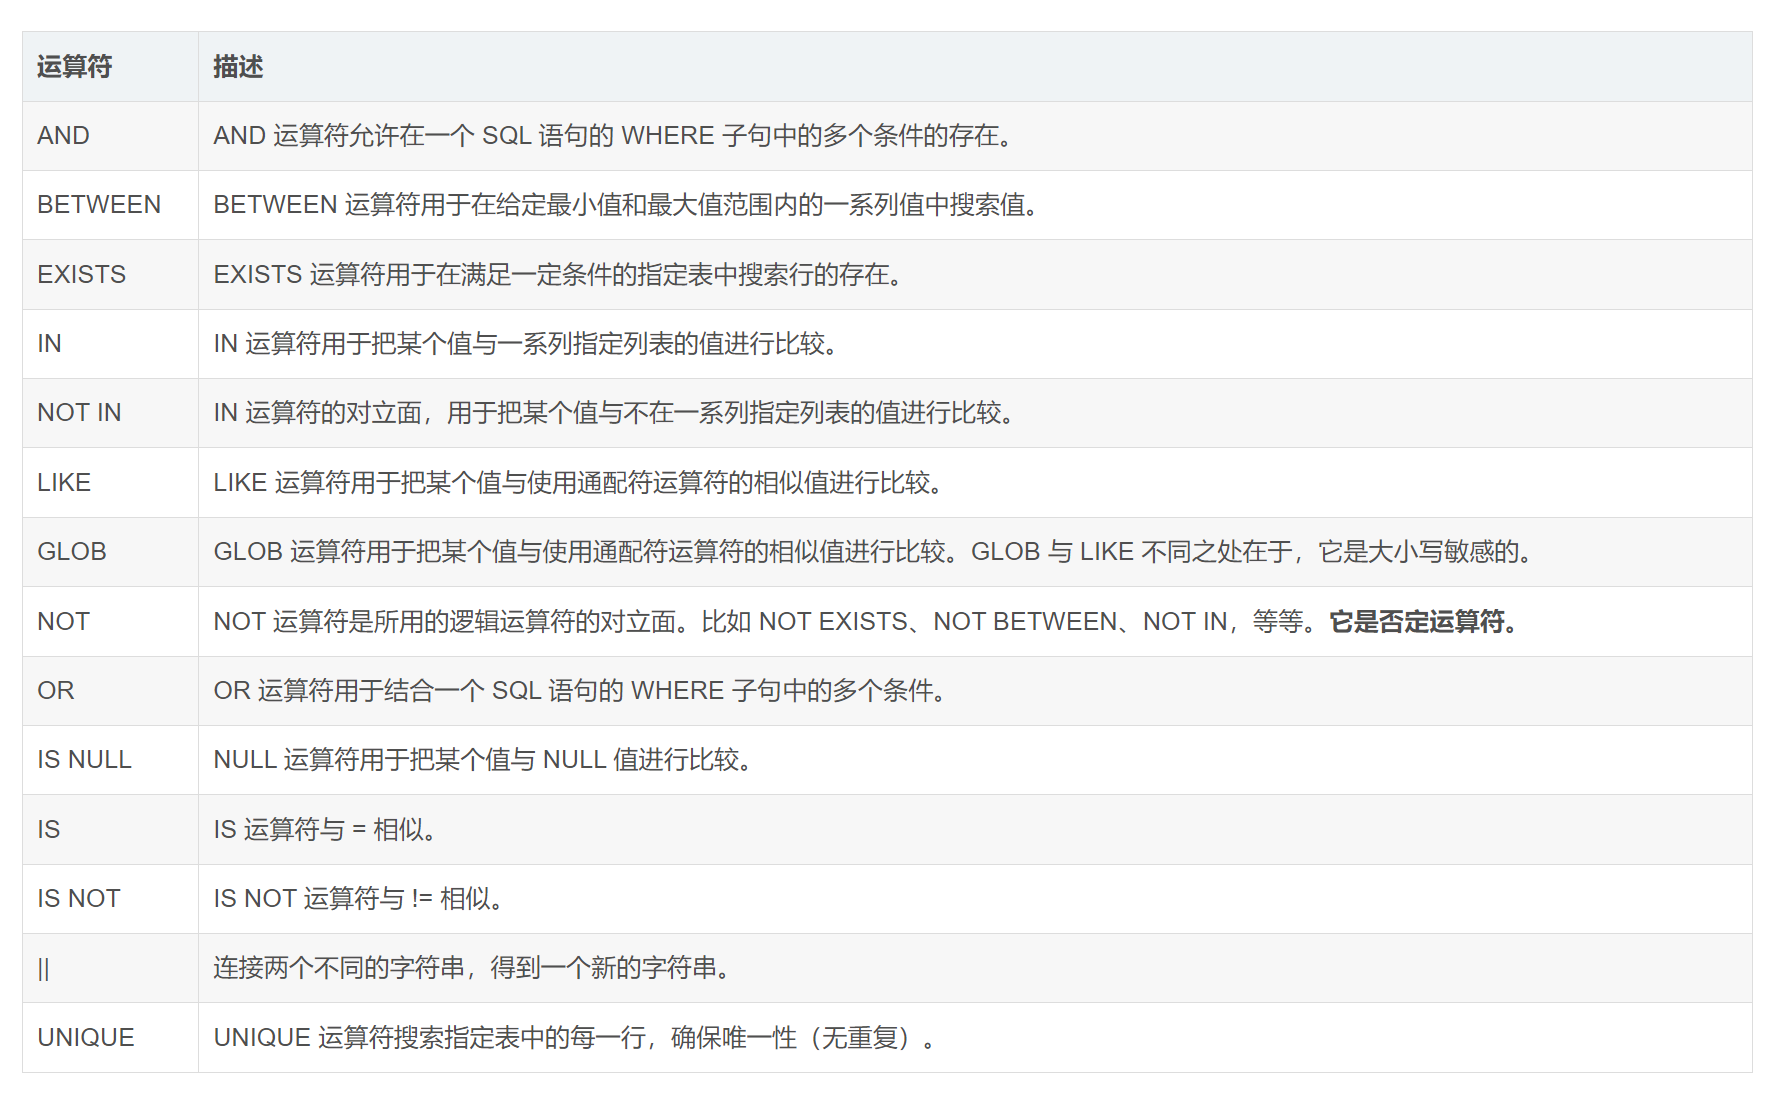 运算符 描述
AND AND 运算符允许在一个 SQL 语句的 WHERE 子句中的多个条件的存在。
BETWEEN BETWEEN 运算符用于在给定最小值和最大值范围内的一系列值中搜索值。
EXISTS EXISTS 运算符用于在满足一定条件的指定表中搜索行的存在。
IN IN 运算符用于把某个值与一系列指定列表的值进行比较。
NOT IN IN 运算符的对立面，用于把某个值与不在一系列指定列表的值进行比较。
LIKE LIKE 运算符用于把某个值与使用通配符运算符的相似值进行比较。
GLOB GLOB 运算符用于把某个值与使用通配符运算符的相似值进行比较。GLOB 与 LIKE 不同之处在于，它是大小写敏感的。
NOT NOT 运算符是所用的逻辑运算符的对立面。比如 NOT EXISTS、NOT BETWEEN、NOT IN，等等。它是否定运算符。
OR OR 运算符用于结合一个 SQL 语句的 WHERE 子句中的多个条件。
IS NULL NULL 运算符用于把某个值与 NULL 值进行比较。
IS IS 运算符与 = 相似。
IS NOT IS NOT 运算符与 != 相似。
|| 连接两个不同的字符串，得到一个新的字符串。
UNIQUE UNIQUE 运算符搜索指定表中的每一行，确保唯一性（无重复）。